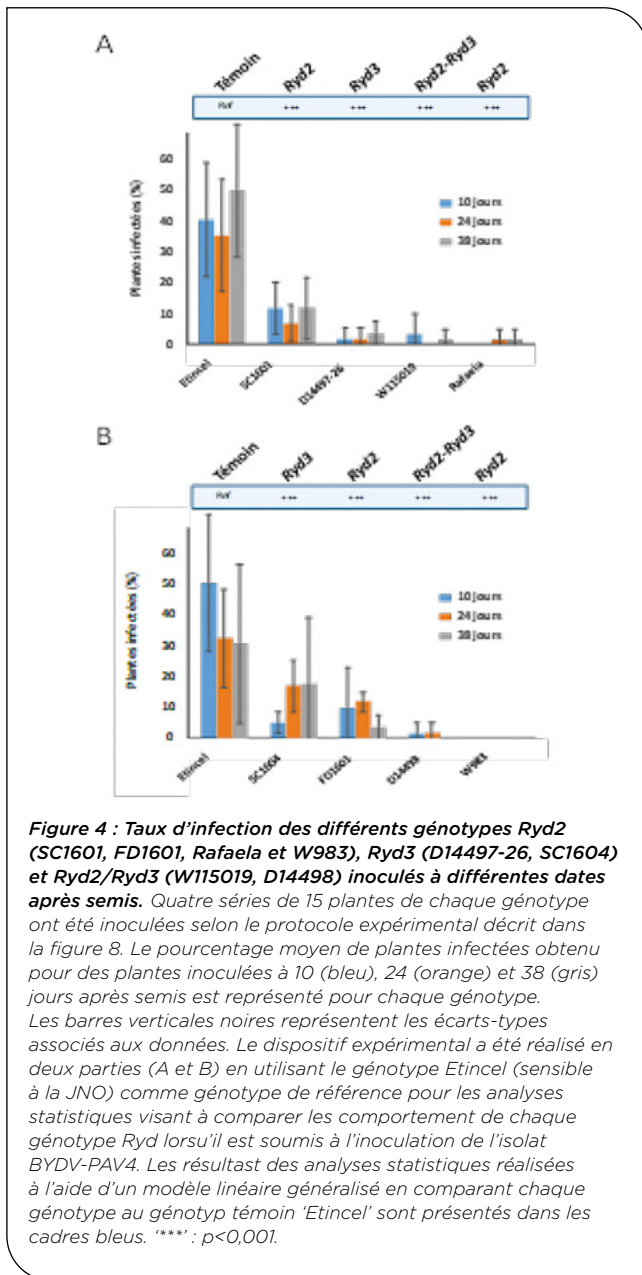 A
Témoin Ryd2 Ryd3 Ryd2-Ryd3 Ryd2
Ref *** *** *** ***
Plantes infectées (%)
60
50
40
30
20
10
0
10 jours
24 jours
38 jours
Etincel SC1601 D14497-26 W115019 Rafaela
B
Témoin Ryd3 Ryd2 Ryd2-Ryd3 Ryd2
Ref *** *** *** ***
Plantes infectées (%)
60
50
40
30
20
10
0
10 jours
24 jours
38 jours
Etincel SC1604 FD1601 D14498 W983
Figure 4 : Taux d'infection des différents génotypes Ryd2
(SC1601, FD1601, Rafaela et W983), Ryd3 (D14497-26, SC1604)
et Ryd2/Ryd3 (W115019, D14498) inoculés à différentes dates
après semis. Quatre séries de 15 plantes de chaque génotype
ont été inoculées selon le protocole expérimental décrit dans
la figure 8. Le pourcentage moyen de plantes infectées obtenu
pour des plantes inoculées à 10 (bleu), 24 (orange) et 38 (gris)
jours après semis est représenté pour chaque génotype.
Les barres verticales noires représentent les écarts-types
associés aux données. Le dispositif expérimental a été réalisé en
deux parties (A et B) en utilisant le génotype Etincel (sensible
à la JNO) comme génotype de référence pour les analyses
statistiques visant à comparer les comportement de chaque
génotype Ryd lorsu'il est soumis à l'inoculation de l'isolat
BYDV-PAV4. Les résultast des analyses statistiques réalisées
à l'aide d'un modèle linéaire généralisé en comparant chaque
génotype au génotyp témoin 'Etincel' sont présentés dans les
cadres bleus. '***' : p<0,001.